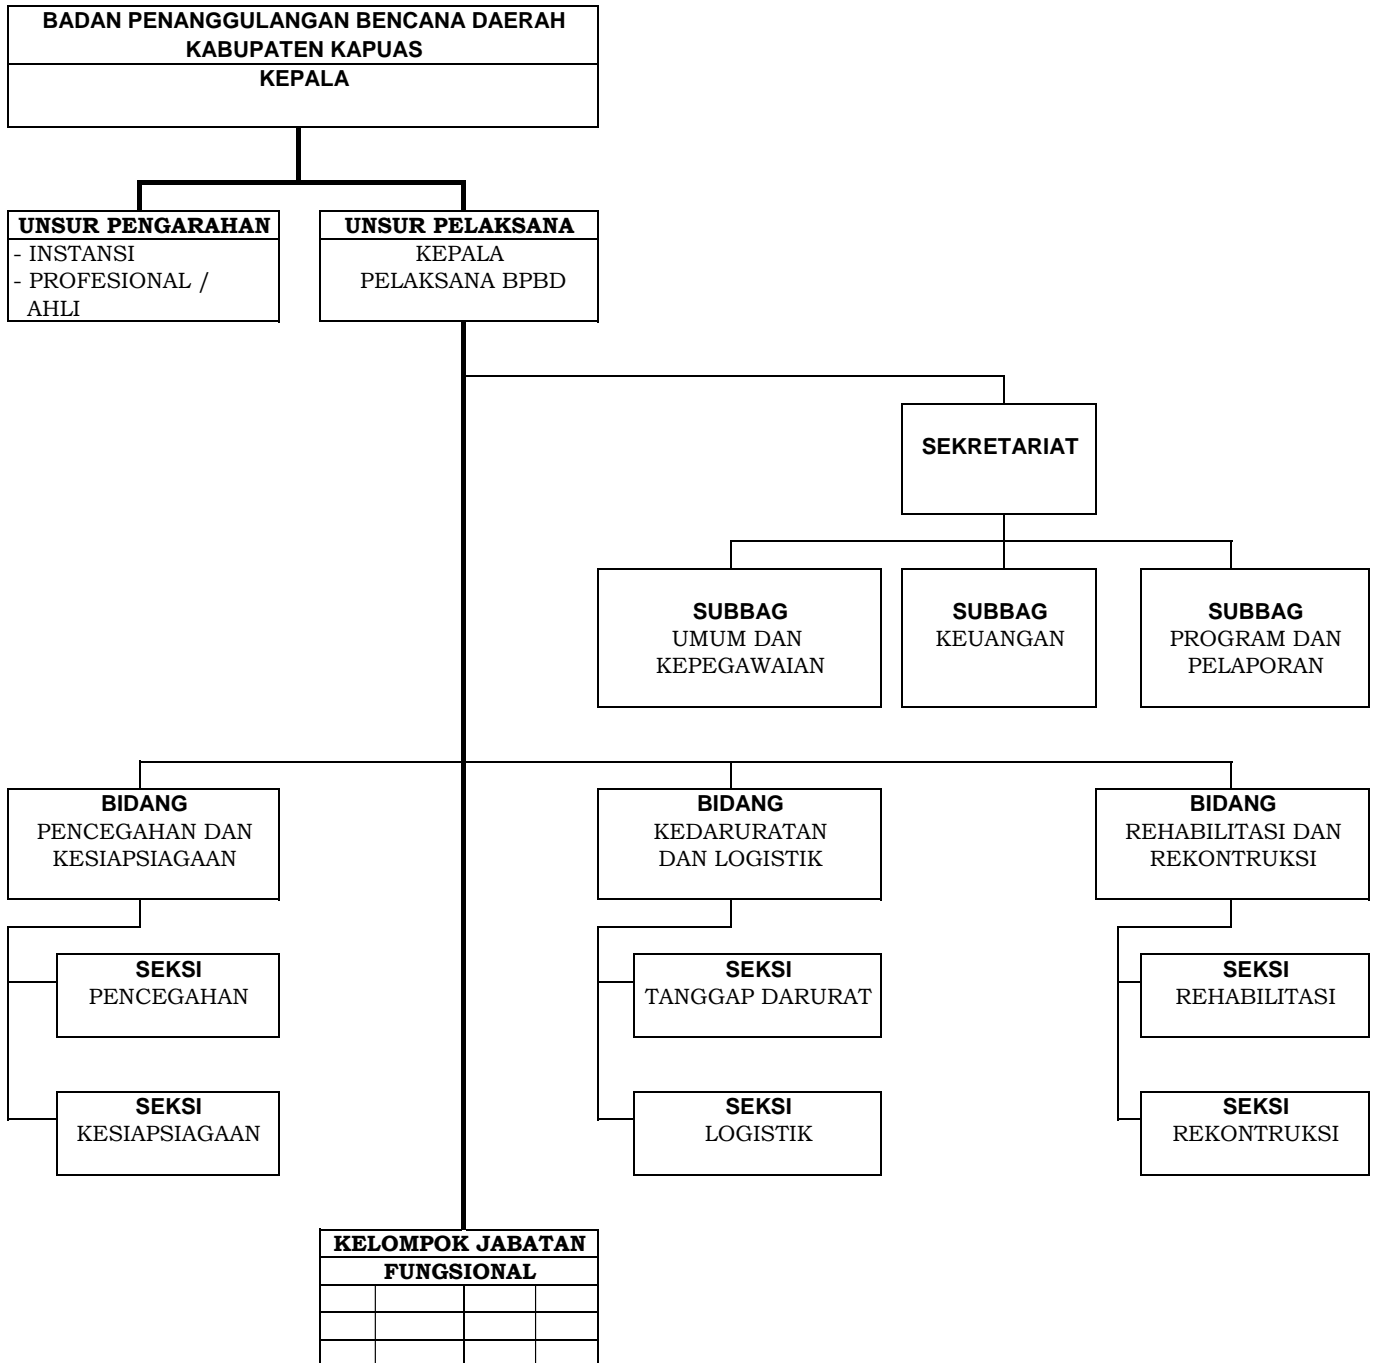 BADAN PENANGGULANGAN BENCANA DAERAH
KABUPATEN KAPUAS
KEPALA
UNSUR PENGARAHAN
- INSTANSI
- PROFESIONAL /
AHLI
UNSUR PELAKSANA
KEPALA
PELAKSANA BPBD
SEKRETARIAT
SUBBAG
UMUM DAN
KEPEGAWAIAN
SUBBAG
KEUANGAN
SUBBAG
PROGRAM DAN
PELAPORAN
BIDANG
PENCEGAHAN DAN
KESIAPSIAGAAN
BIDANG
KEDARURATAN
DAN LOGISTIK
BIDANG
REHABILITASI DAN
REKONTRUKSI
SEKSI
PENCEGAHAN
SEKSI
TANGGAP DARURAT
SEKSI
REHABILITASI
SEKSI
KESIAPSIAGAAN
SEKSI
LOGISTIK
SEKSI
REKONTRUKSI
KELOMPOK JABATAN
FUNGSIONAL